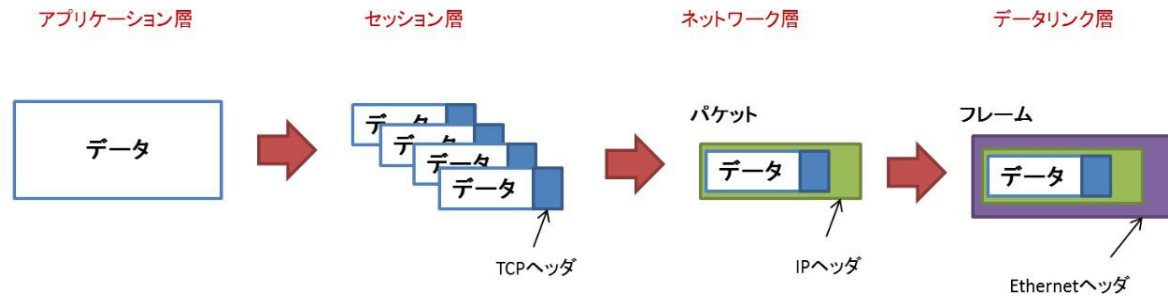 アプリケーション層
セッション層
ネットワーク層
データリンク層
データ
データ
データ
データ
データ
TCPヘッダ
パケット
データ
IPヘッダ
フレーム
データ
Ethernetヘッダ